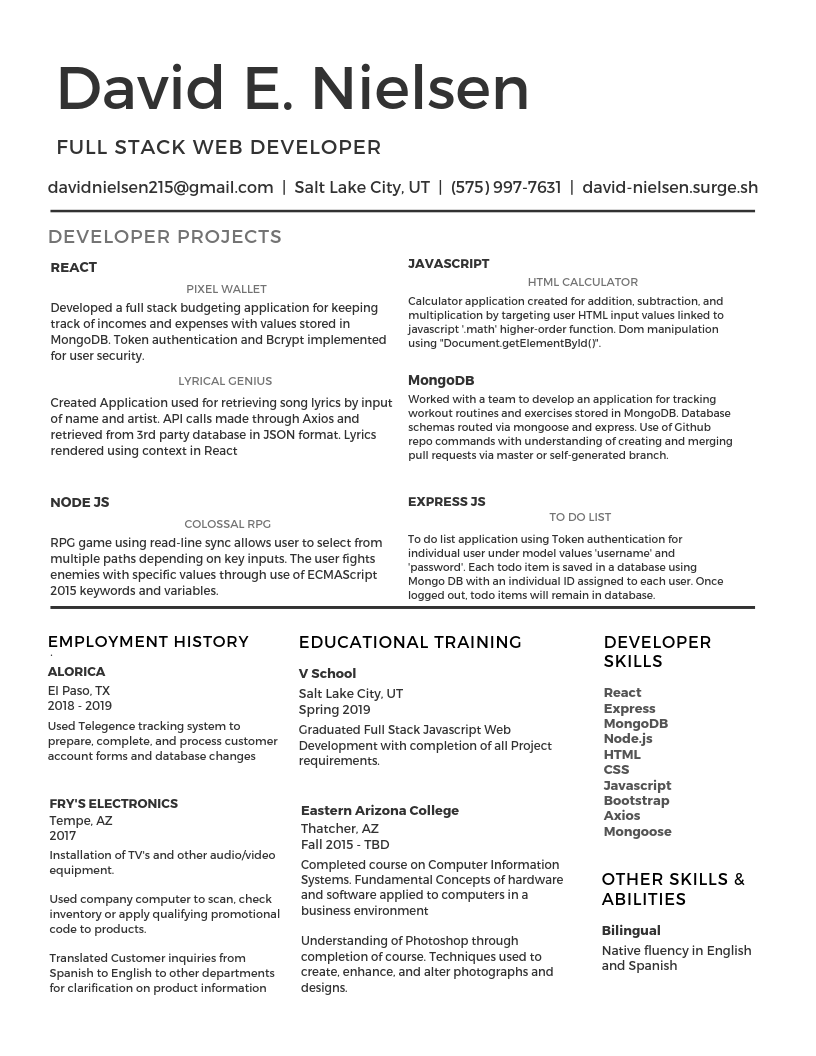 David E. Nielsen
FULL STACK WEB DEVELOPER
davidnielsen215@gmail.com | Salt Lake City, UT | (575) 997-7631 | david-nielsen.surge.sh
DEVELOPER PROJECTS
REACT
PIXEL WALLET
Developed a full stack budgeting application for keeping
track of incomes and expenses with values stored in
MongoDB. Token authentication and Bcrypt implemented
for user security.
LYRICAL GENIUS
Created Application used for retrieving song lyrics by input
of name and artist. API calls made through Axios and
retrieved from 3rd party database in JSON format. Lyrics
rendered using context in React
NODE JS
COLOSSAL RPG
RPG game using read-line sync allows user to select from
multiple paths depending on key inputs. The user fights
enemies with specific values through use of ECMAScript
2015 keywords and variables.
JAVASCRIPT
HTML CALCULATOR
Calculator application created for addition, subtraction, and
multiplication by targeting user HTML input values linked to
javascript '.math' higher-order function. Dom manipulation
using "Document.getElementById()".
MongoDB
Worked with a team to develop an application for tracking
workout routines and exercises stored in MongoDB. Database
schemas routed via mongoose and express. Use of Github
repo commands with understanding of creating and merging
pull requests via master or self-generated branch.
EXPRESS JS
TO DO LIST
To do list application using Token authentication for
individual user under model values 'username' and
'password'. Each todo item is saved in a database using
Mongo DB with an individual ID assigned to each user. Once
logged out, todo items will remain in database.
EMPLOYMENT HISTORY
.
ALORICA
El Paso, TX
2018 - 2019
Used Telegence tracking system to
prepare, complete, and process customer
account forms and database changes
FRY'S ELECTRONICS
Tempe, AZ
2017
Installation of TV's and other audio/video
equipment.
Used company computer to scan, check
inventory or apply qualifying promotional
code to products.
Translated Customer inquiries from
Spanish to English to other departments
for clarification on product information
EDUCATIONAL TRAINING
V School
Salt Lake City, UT
Spring 2019
Graduated Full Stack Javascript Web
Development with completion of all Project
requirements.
Eastern Arizona College
Thatcher, AZ
Fall 2015 - TBD
Completed course on Computer Information
Systems. Fundamental Concepts of hardware
and software applied to computers in a
business environment
Understanding of Photoshop through
completion of course. Techniques used to
create, enhance, and alter photographs and
designs.
DEVELOPER
SKILLS
React
Express
MongoDB
Node.js
HTML
CSS
Javascript
Bootstrap
Axios
Mongoose
OTHER SKILLS &
ABILITIES
Bilingual
Native fluency in English
and Spanish